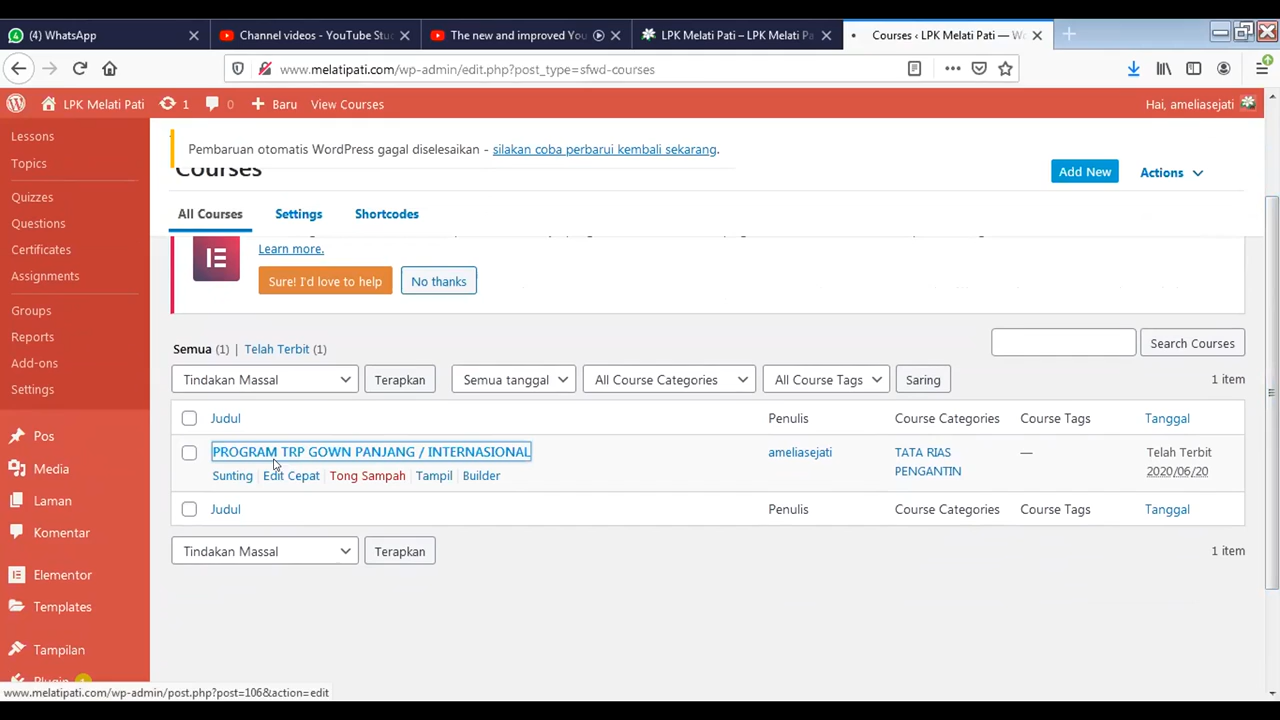 (4) WhatsApp
Channel videos - YouTube Stu
The new and improved You
LPK Melati Pati – LPK Melati Pa
Courses ‹ LPK Melati Pati — We
www.melatipati.com/wp-admin/edit.php?post_type=sfwd-courses
LPK Melati Pati
1
0
Baru
View Courses
Hai, ameliasejati
Lessons
Topics
Quizzes
Questions
Certificates
Assignments
Groups
Reports
Add-ons
Settings
Pos
Media
Laman
Komentar
Elementor
Templates
Tampilan
Plugin
Pembaruan otomatis WordPress gagal diselesaikan - silakan coba perbarui kembali sekarang.
Courses
Add New
Actions
All Courses
Settings
Shortcodes
Learn more.
Sure! I'd love to help
No thanks
Semua (1) | Telah Terbit (1)
Search Courses
Tindakan Massal
Terapkan
Semua tanggal
All Course Categories
All Course Tags
Saring
1 item
Judul
Penulis
Course Categories
Course Tags
Tanggal
PROGRAM TRP GOWN PANJANG / INTERNASIONAL
Sunting | Edit Cepat | Tong Sampah | Tampil | Builder
ameliasejati
TATA RIAS
PENGANTIN
—
Telah Terbit
2020/06/20
Judul
Penulis
Course Categories
Course Tags
Tanggal
Tindakan Massal
Terapkan
1 item
www.melatipati.com/wp-admin/post.php?post=106&action=edit